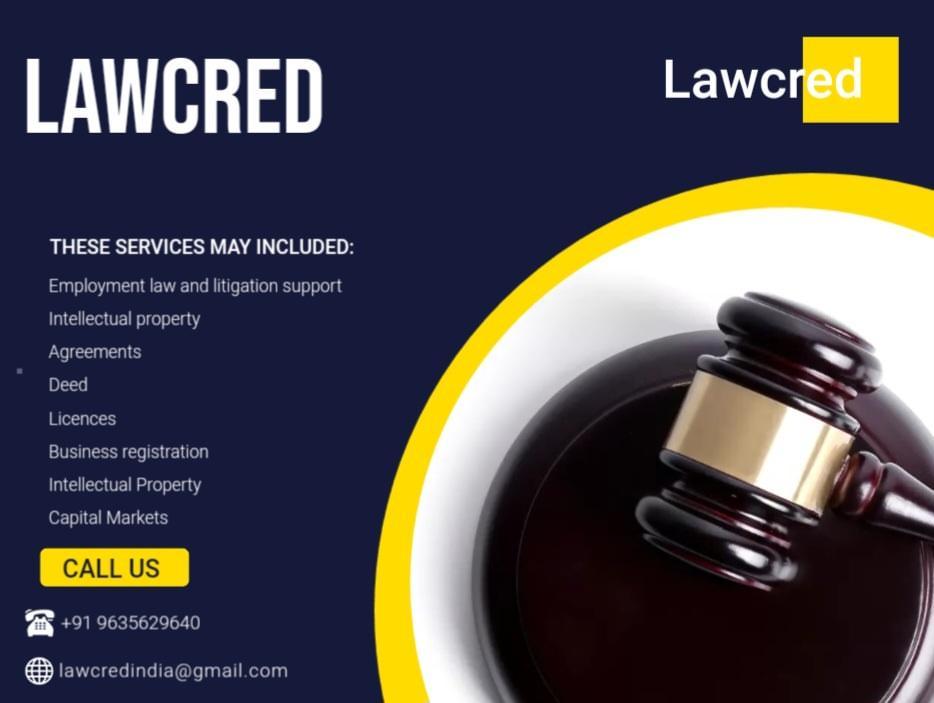 LAWCRED
Lawcred
THESE SERVICES MAY INCLUDED:
Employment law and litigation support
Intellectual property
Agreements
Deed
Licences
Business registration
Intellectual Property
Capital Markets
CALL US
+91 9635629640
lawcredindia@gmail.com